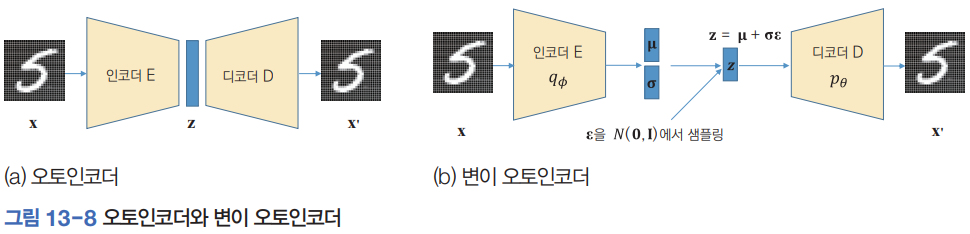 인코더 E
디코더 D
x
z
x'
(a) 오토인코더
인코더 E
qϕ
μ
σ
z = μ + σε
z
ε을 N(0, I)에서 샘플링
디코더 D
pθ
x
x'
(b) 변이 오토인코더
그림 13-8 오토인코더와 변이 오토인코더